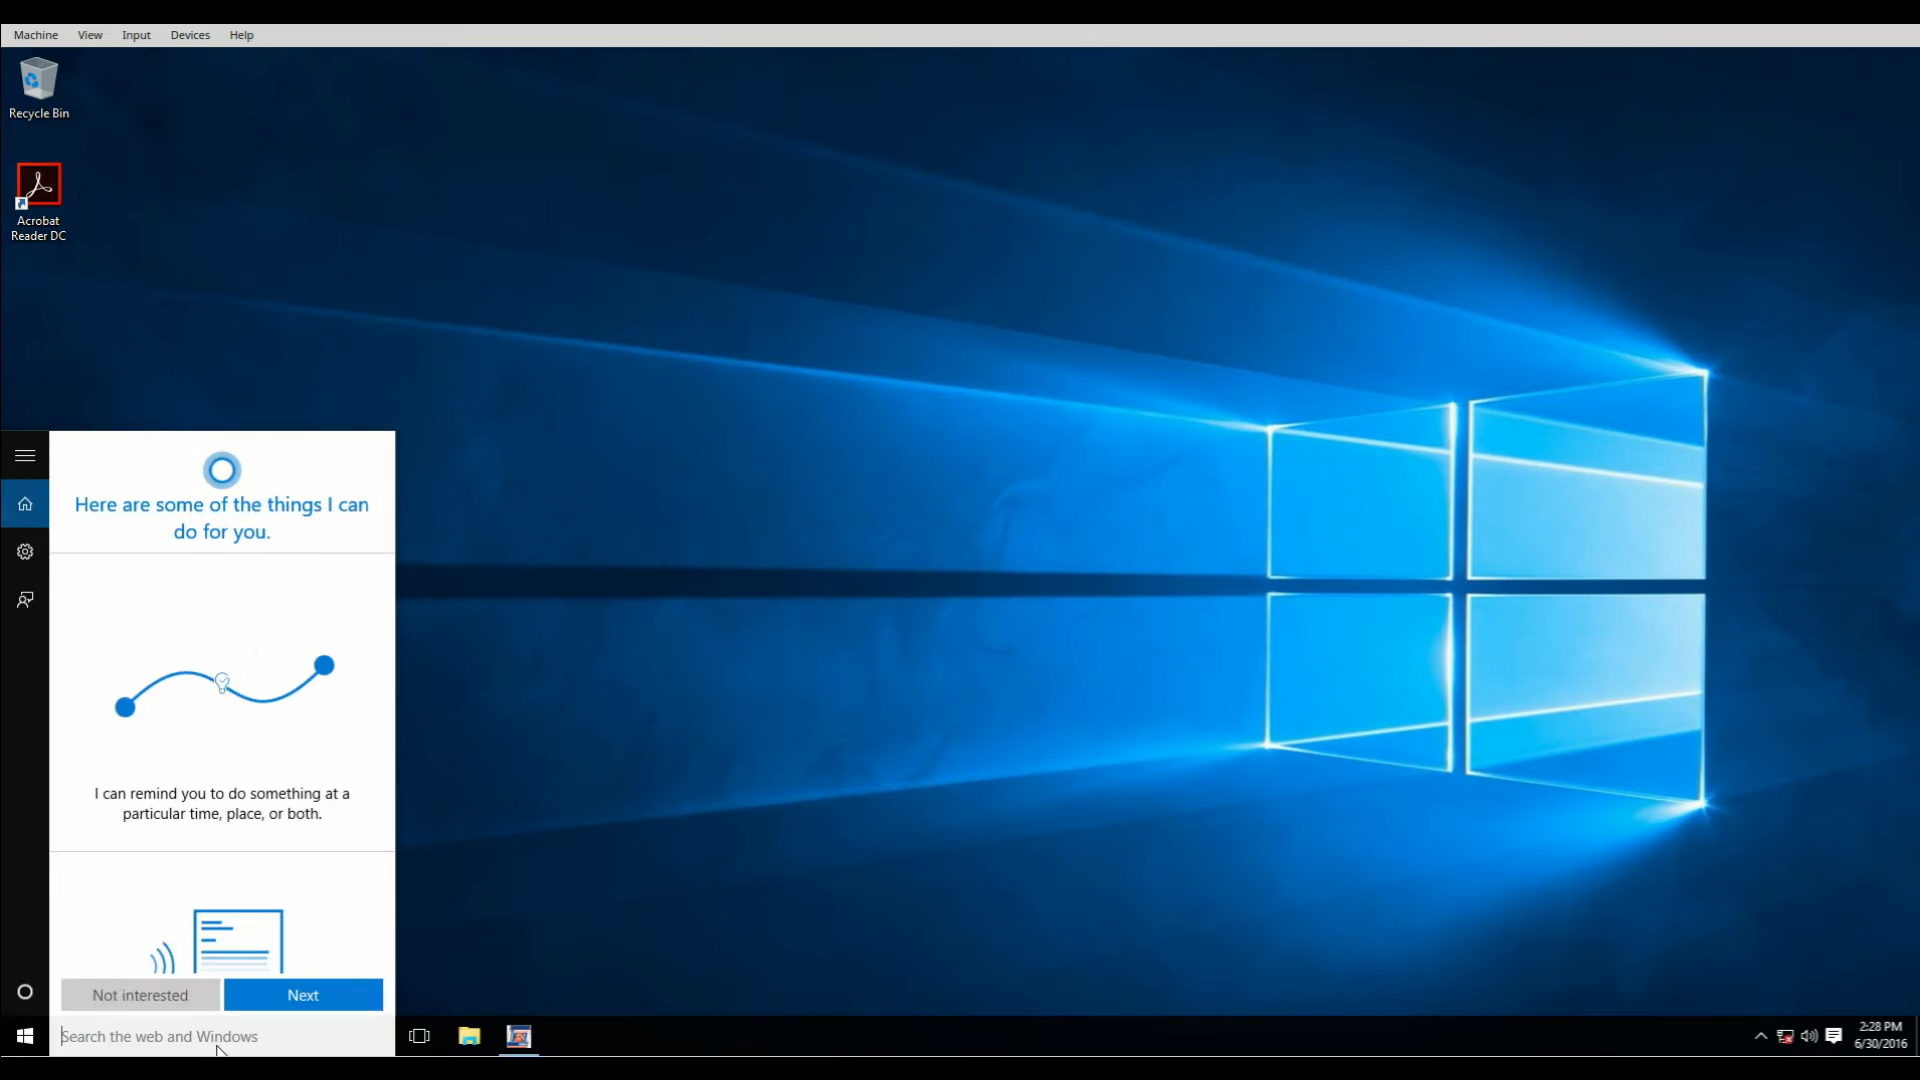 Machine View Input Devices Help
Recycle Bin
Acrobat
Reader DC
Here are some of the things I can
do for you.
I can remind you to do something at a
particular time, place, or both.
Not interested Next
Search the web and Windows
2:28 PM
6/30/2016